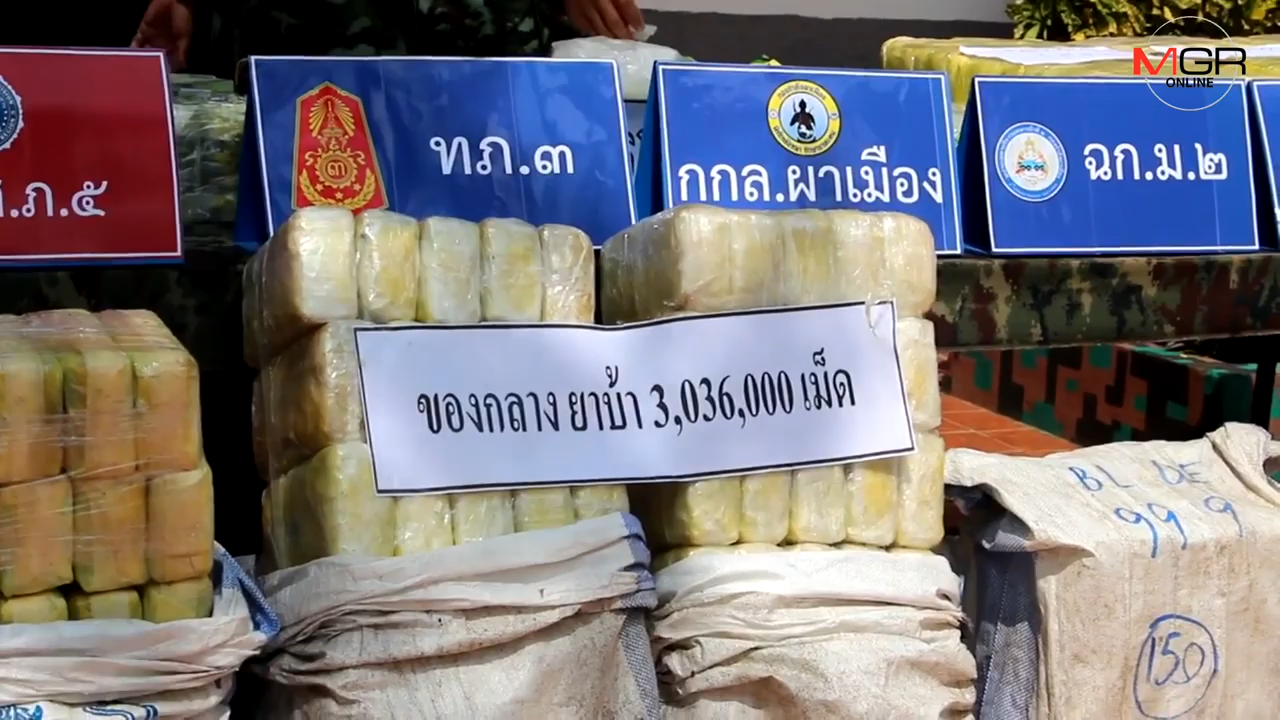 MGR
ONLINE
ภ.๕
ทภ.๓
กกล.ผาเมือง
ฉก.ม.๒
ของกลาง ยาบ้า 3,036,000 เม็ด
BL DE
99 9
150